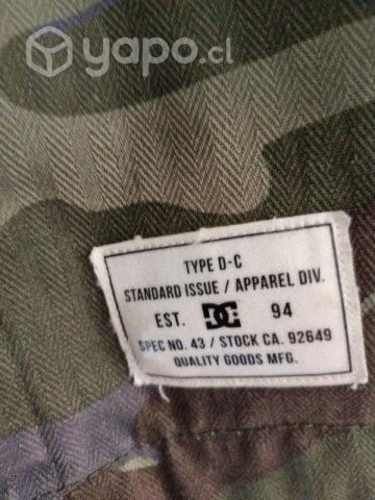 yapo.cl
TYPE D-C
STANDARD ISSUE / APPAREL DIV.
EST. DC 94
SPEC NO. 43 / STOCK CA. 92649
QUALITY GOODS MFG.